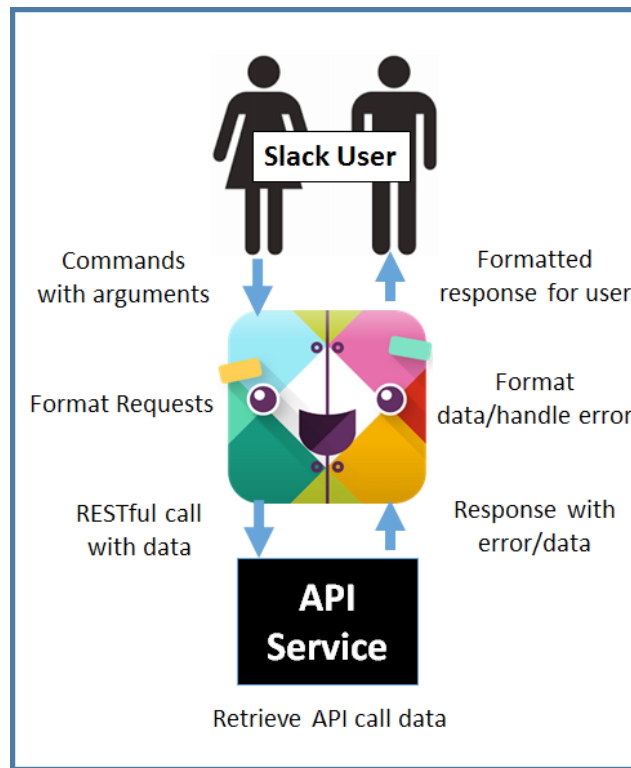 Slack User
Commands
with arguments
Formatted
response for user
Format Requests
Format
data/handle error
RESTful call
with data
Response with
error/data
API
Service
Retrieve API call data